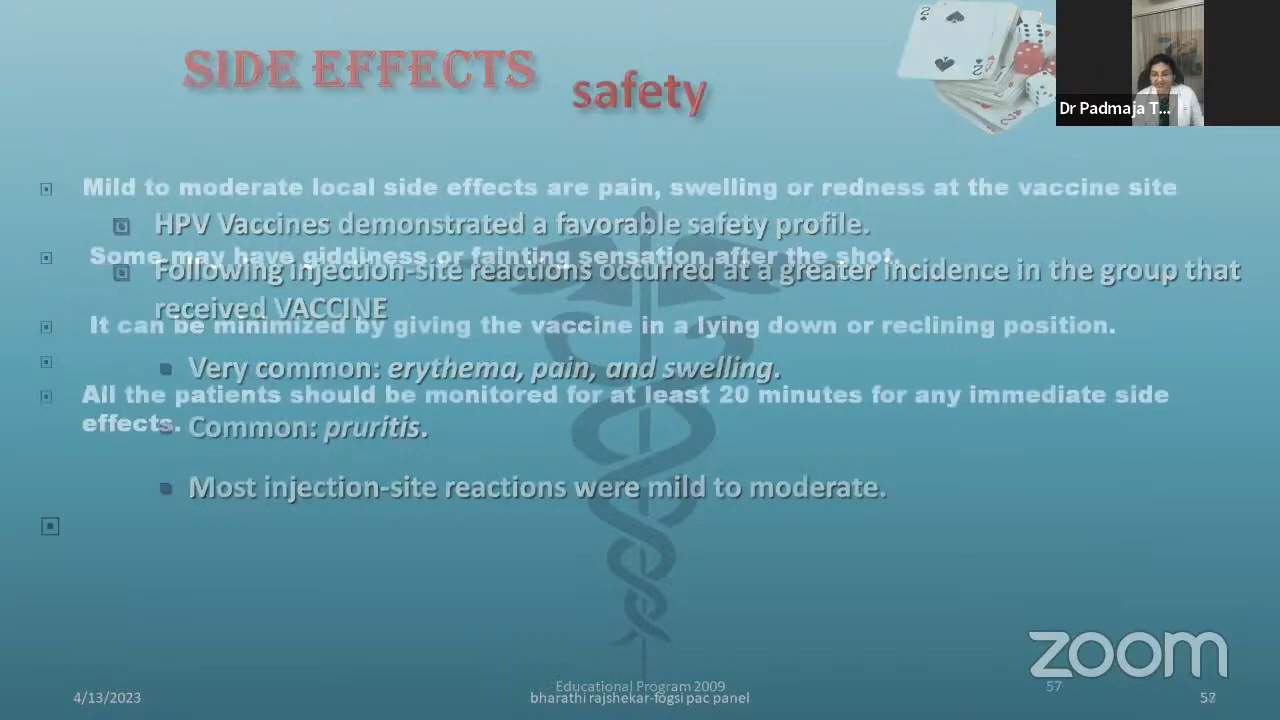 SIDE EFFECTS
safety
Dr Padmaja T...
Mild to moderate local side effects are pain, swelling or redness at the vaccine site
HPV Vaccines demonstrated a favorable safety profile.
Some may have giddiness or fainting sensation after the shot.
Following injection-site reactions occurred at a greater incidence in the group that
received VACCINE
It can be minimized by giving the vaccine in a lying down or reclining position.
Very common: erythema, pain, and swelling.
All the patients should be monitored for at least 20 minutes for any immediate side
effects.
Common: pruritis.
Most injection-site reactions were mild to moderate.
zoom
Educational Program 2009
57
4/13/2023
bharathi rajshekar-fogsi pac panel